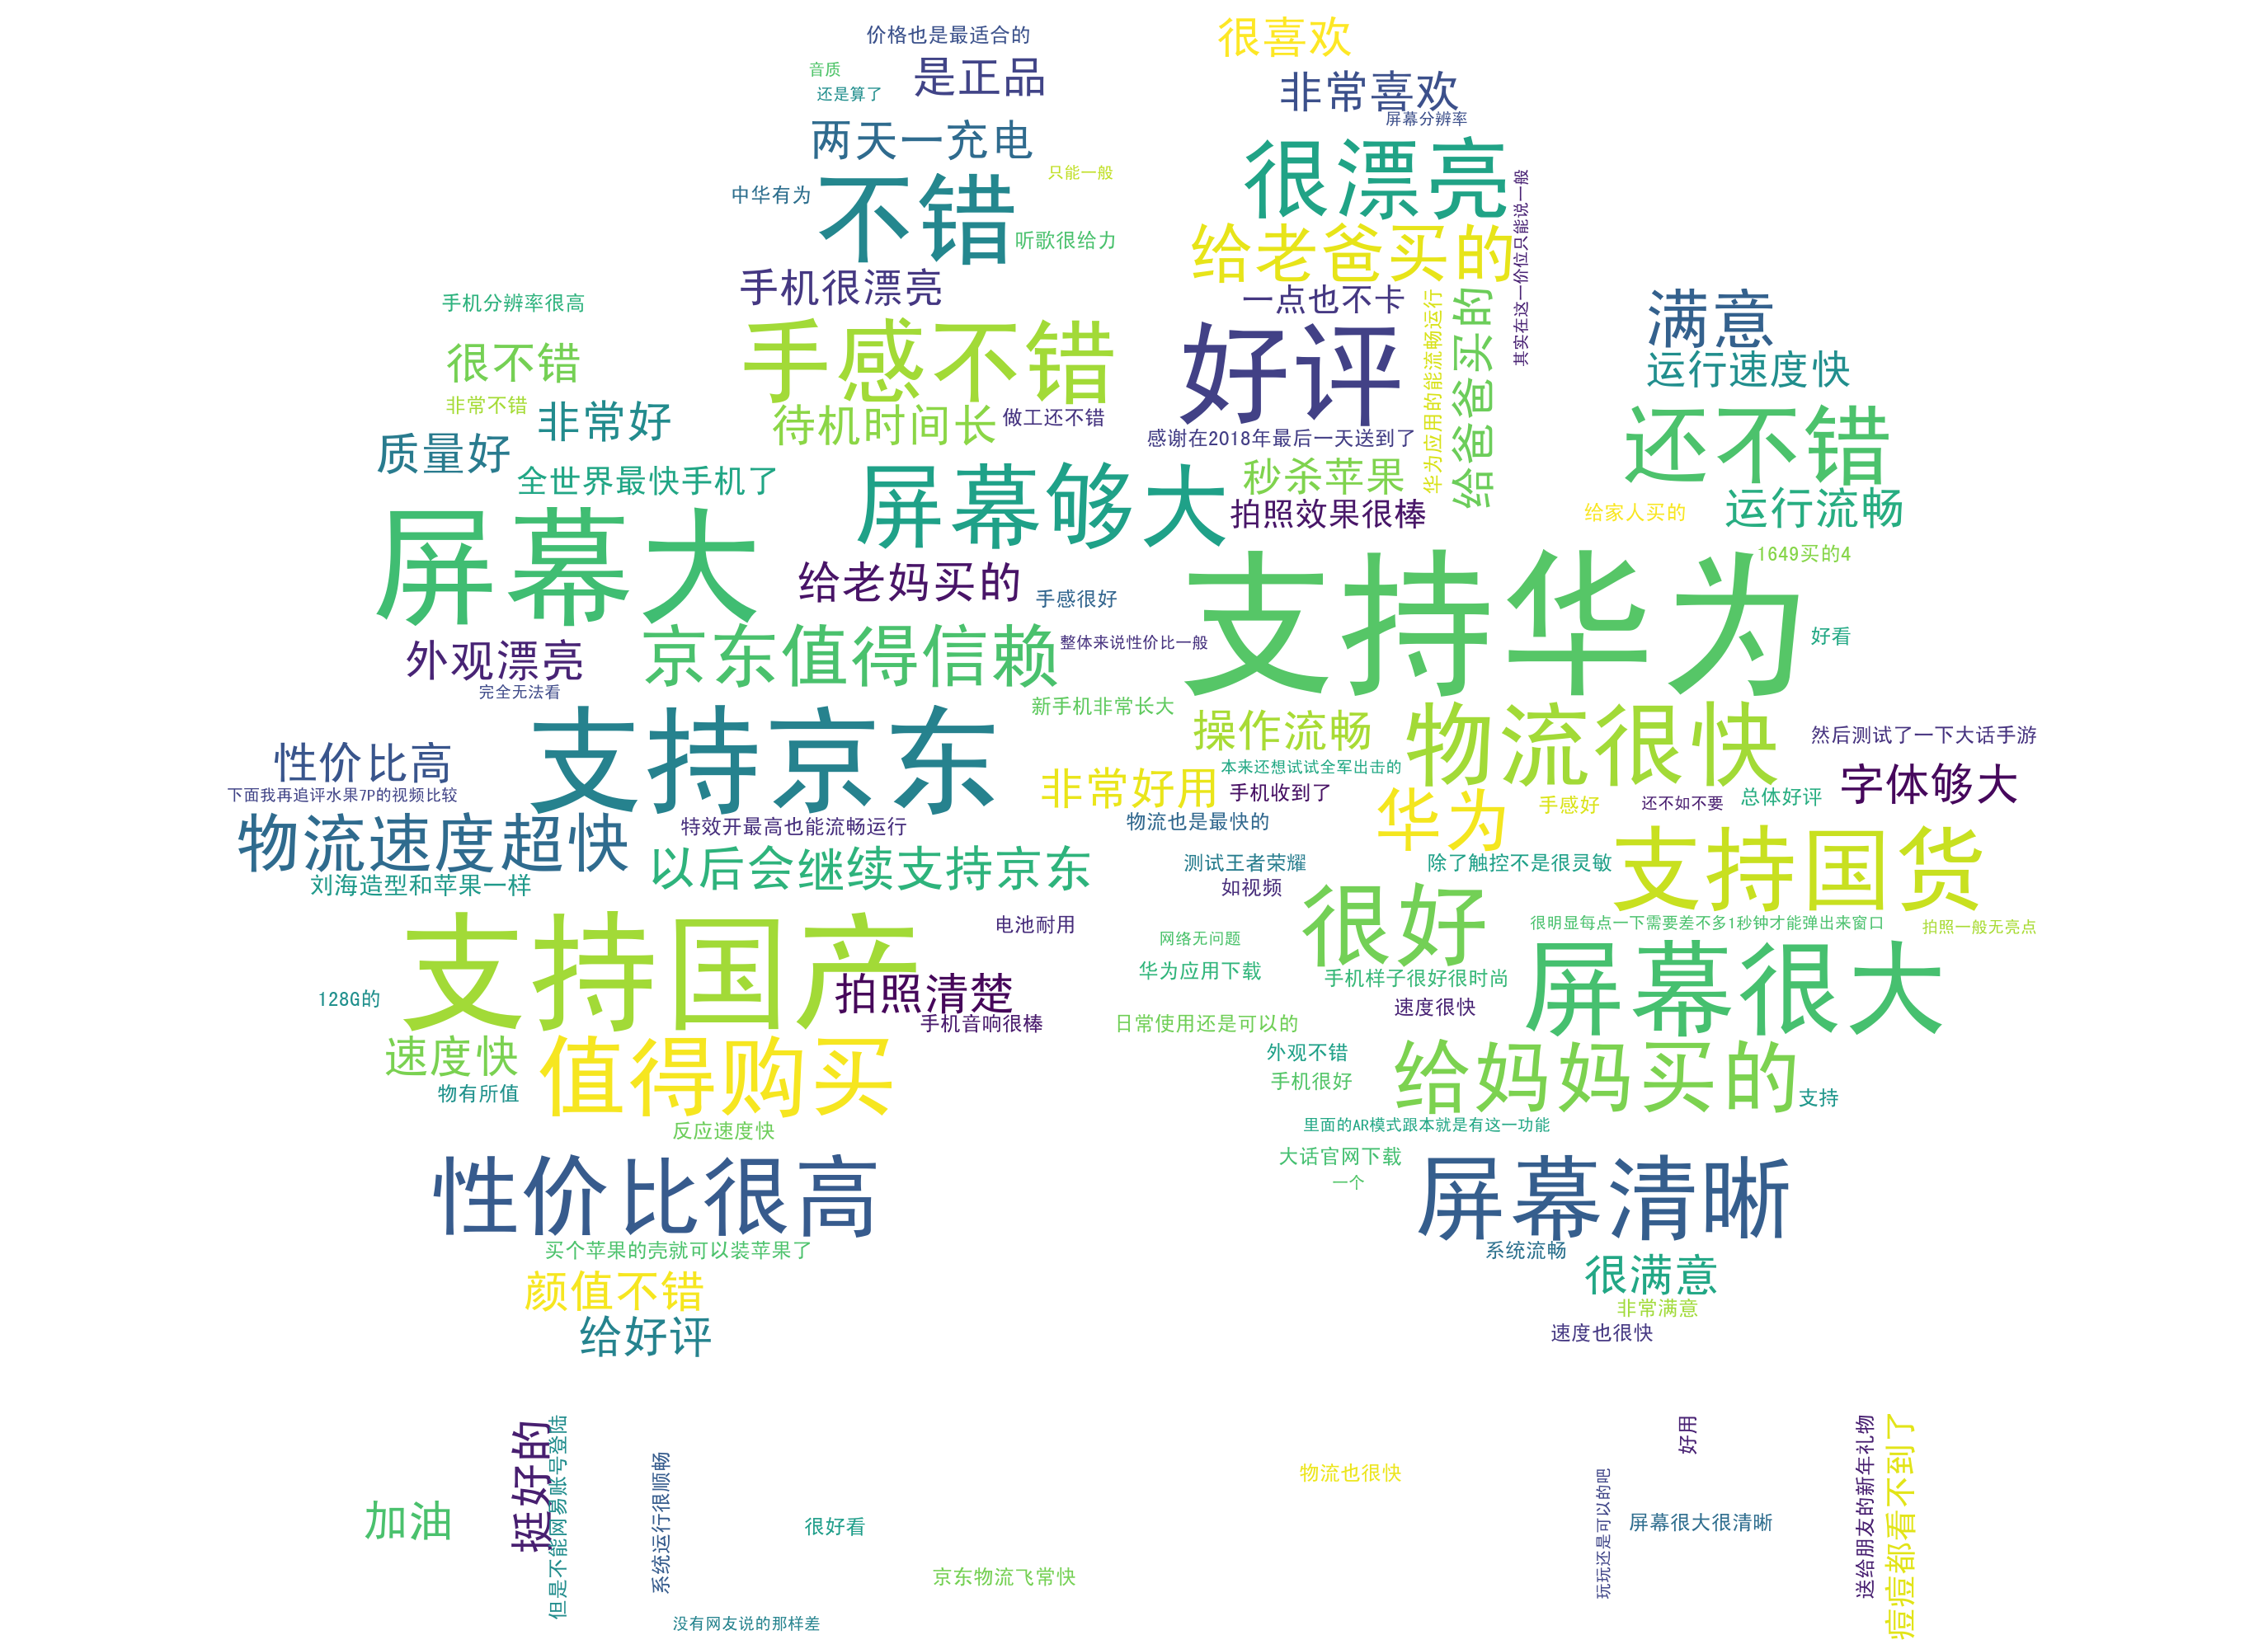 价格也是最适合的
很喜欢
音质
是正品
非常喜欢
还是算了
屏幕分辨率
两天一充电
很漂亮
只能一般
中华有为
不错
其实在这一价位只能说一般
听歌很给力
给老爸买的
手机很漂亮
一点也不卡
手机分辨率很高
满意
手感不错
好评
华为应用的能流畅运行
给爸爸买的
很不错
运行速度快
非常不错
非常好
待机时间长
做工还不错
还不错
质量好
感谢在2018年最后一天送到了
全世界最快手机了
秒杀苹果
屏幕够大
拍照效果很棒
给家人买的
运行流畅
屏幕大
1649买的4
给老妈买的
手感很好
支持华为
外观漂亮
京东值得信赖
整体来说性价比一般
好看
完全无法看
新手机非常长大
操作流畅
物流很快
然后测试了一下大话手游
支持京东
性价比高
本来还想试试全军出击的
下面我再追评水果7P的视频比较
非常好用
手机收到了
字体够大
华为
手感好
还不如不要
总体好评
物流速度超快
特效开最高也能流畅运行
物流也是最快的
以后会继续支持京东
测试王者荣耀
除了触控不是很灵敏
支持国货
刘海造型和苹果一样
如视频
很好
支持国产
电池耐用
很明显每点一下需要差不多1秒钟才能弹出来窗口
拍照一般无亮点
网络无问题
华为应用下载
手机样子很好很时尚
屏幕很大
128G的
拍照清楚
速度很快
手机音响很棒
日常使用还是可以的
速度快
值得购买
外观不错
手机很好
给妈妈买的
物有所值
支持
反应速度快
里面的AR模式跟本就是有这一功能
大话官网下载
一个
性价比很高
屏幕清晰
买个苹果的壳就可以装苹果了
系统流畅
颜值不错
很满意
非常满意
给好评
速度也很快
挺好的
但是不能网易账号登陆
好用
送给朋友的新年礼物
痘痘都看不到了
系统运行很顺畅
物流也很快
玩玩还是可以的吧
加油
很好看
屏幕很大很清晰
京东物流飞常快
没有网友说的那样差